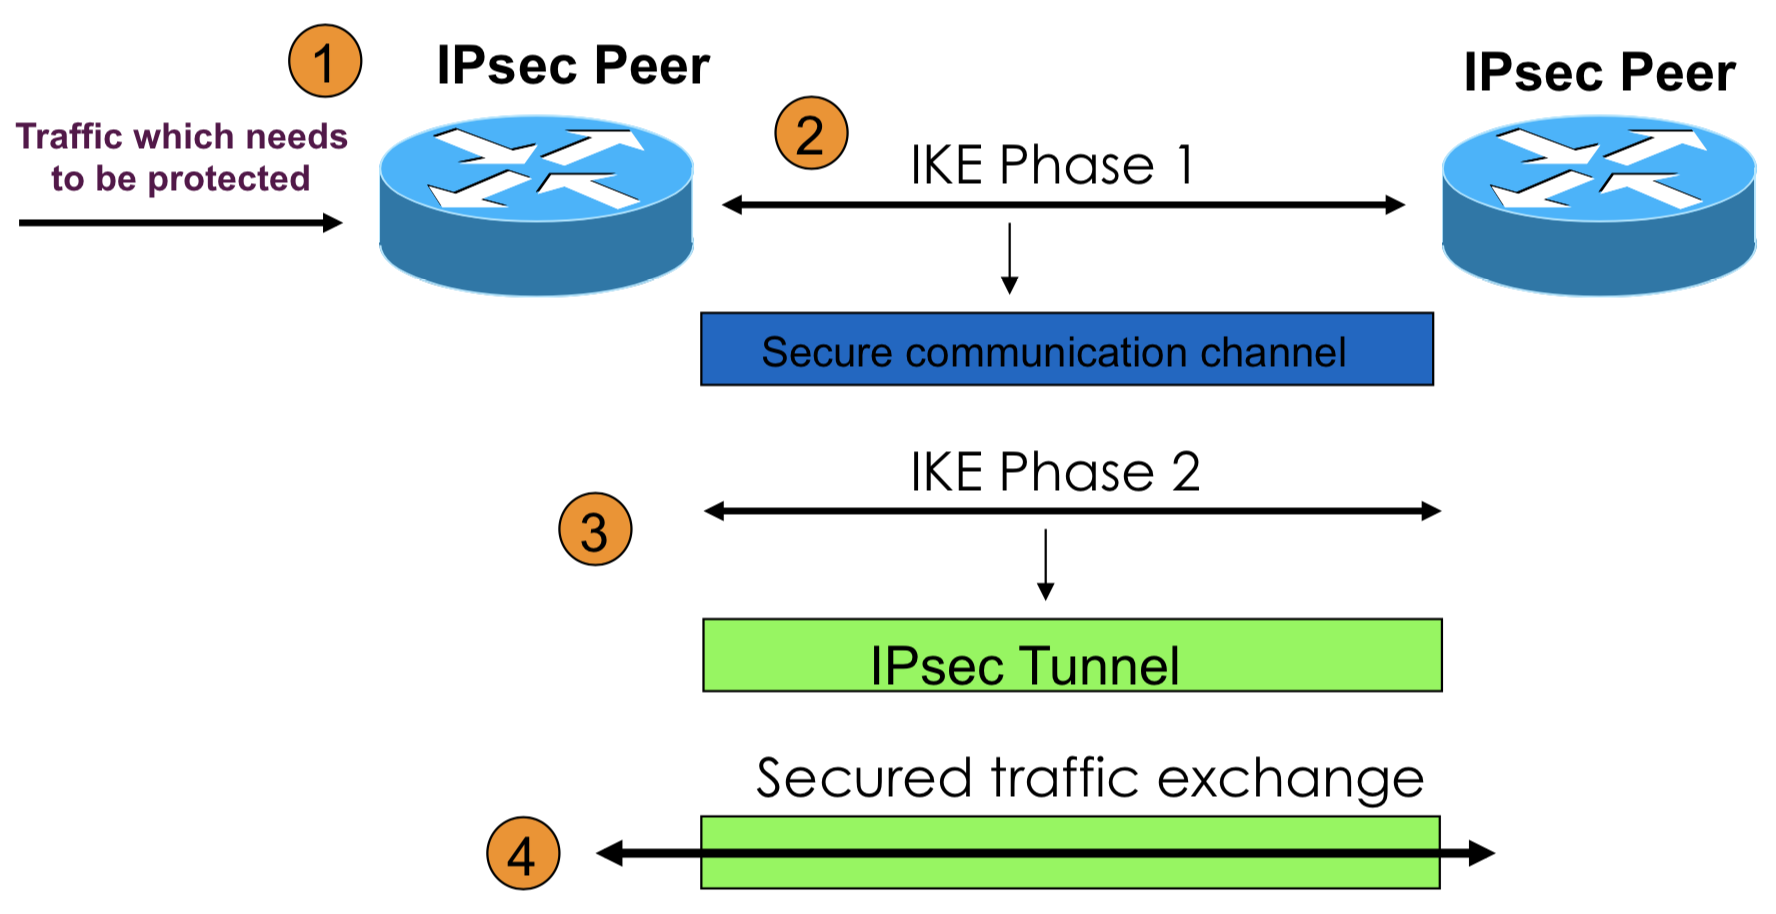 1
IPsec Peer
IPsec Peer
Traffic which needs
to be protected
2
IKE Phase 1
Secure communication channel
IKE Phase 2
3
IPsec Tunnel
Secured traffic exchange
4